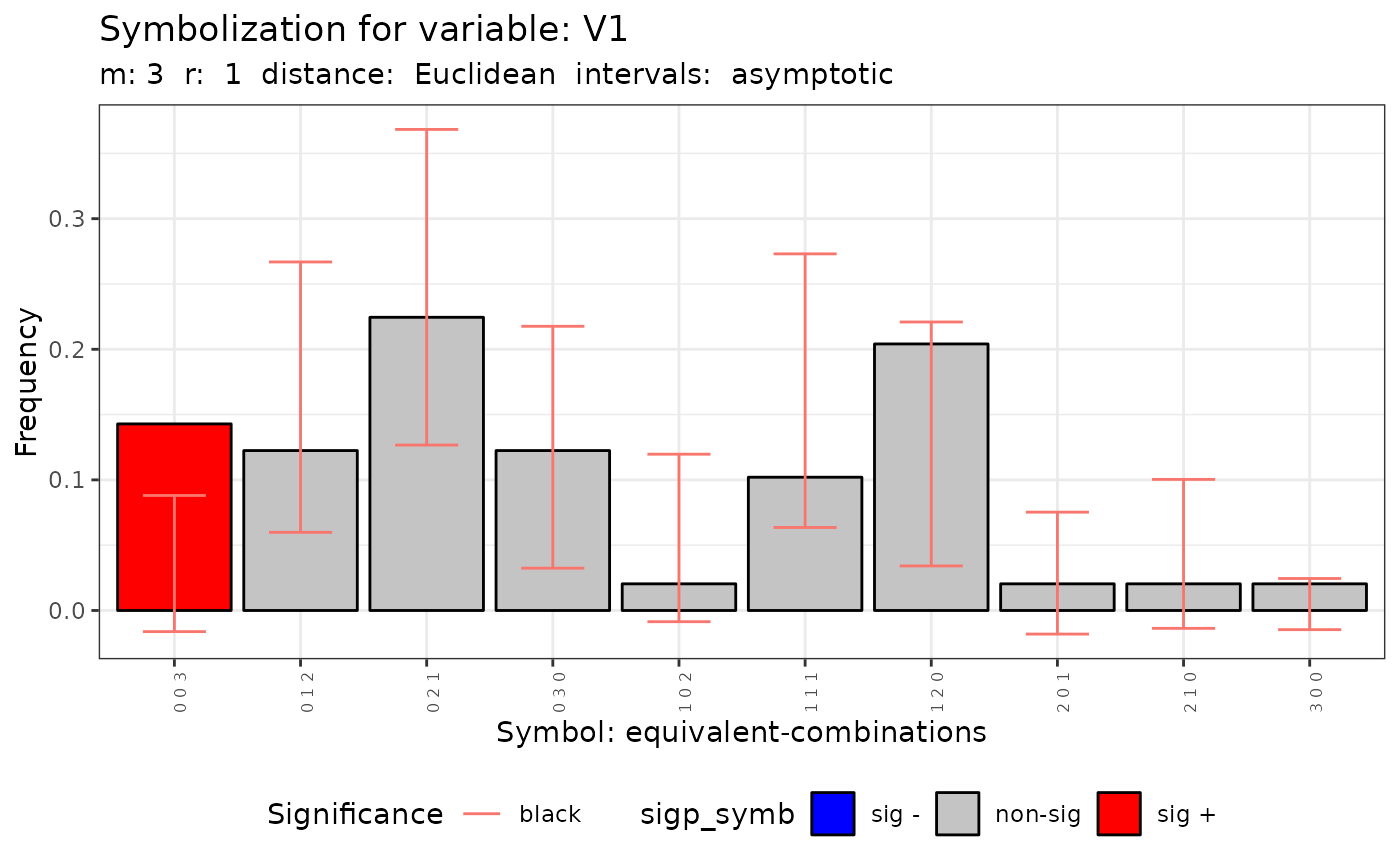 Symbolization for variable: V1
m: 3 r: 1 distance: Euclidean intervals: asymptotic
Frequency
0.3
0.2
0.1
0.0
0 0 3
0 1 2
0 2 1
0 3 0
1 0 2
1 1 1
1 2 0
2 0 1
2 1 0
3 0 0
Symbol: equivalent-combinations
Significance black sigp_symb sig - non-sig sig +